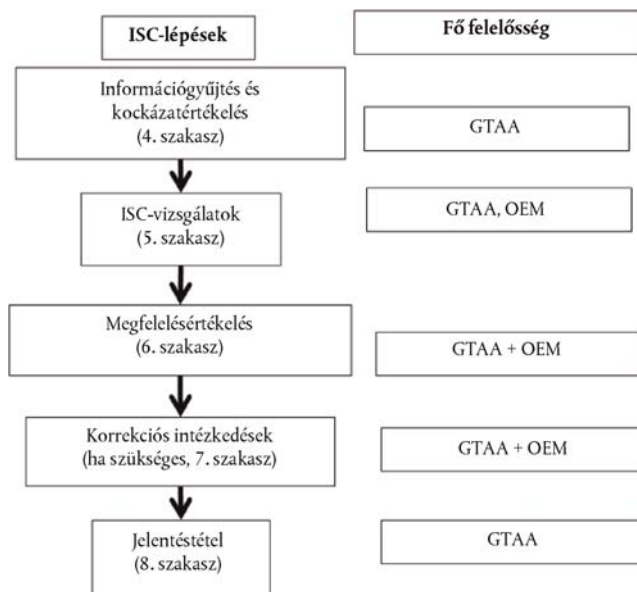 ISC-lépések
Fő felelősség
Információgyűjtés és
kockázatértékelés
(4. szakasz)
GTAA
ISC-vizsgálatok
(5. szakasz)
GTAA, OEM
Megfelelésértékelés
(6. szakasz)
GTAA + OEM
Korrekciós intézkedések
(ha szükséges, 7. szakasz)
GTAA + OEM
Jelentéstétel
(8. szakasz)
GTAA